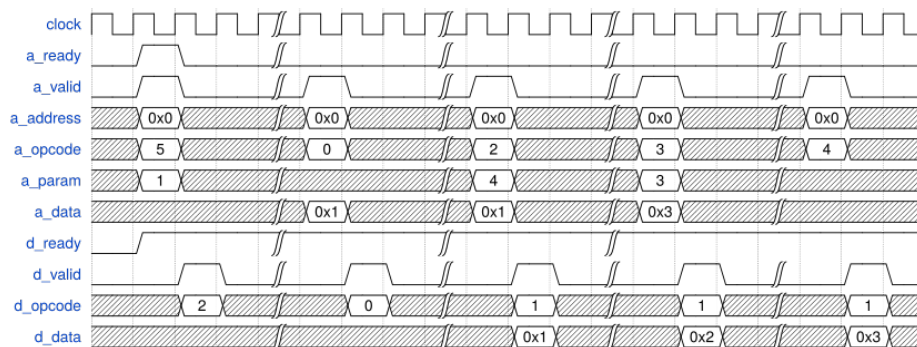 clock
a_ready
a_valid
a_address 0x0 0x0 0x0 0x0 0x0
a_opcode 5 0 2 3 4
a_param 1 4 3
a_data 0x1 0x1 0x3
d_ready
d_valid
d_opcode 2 0 1 1 1
d_data 0x1 0x2 0x3